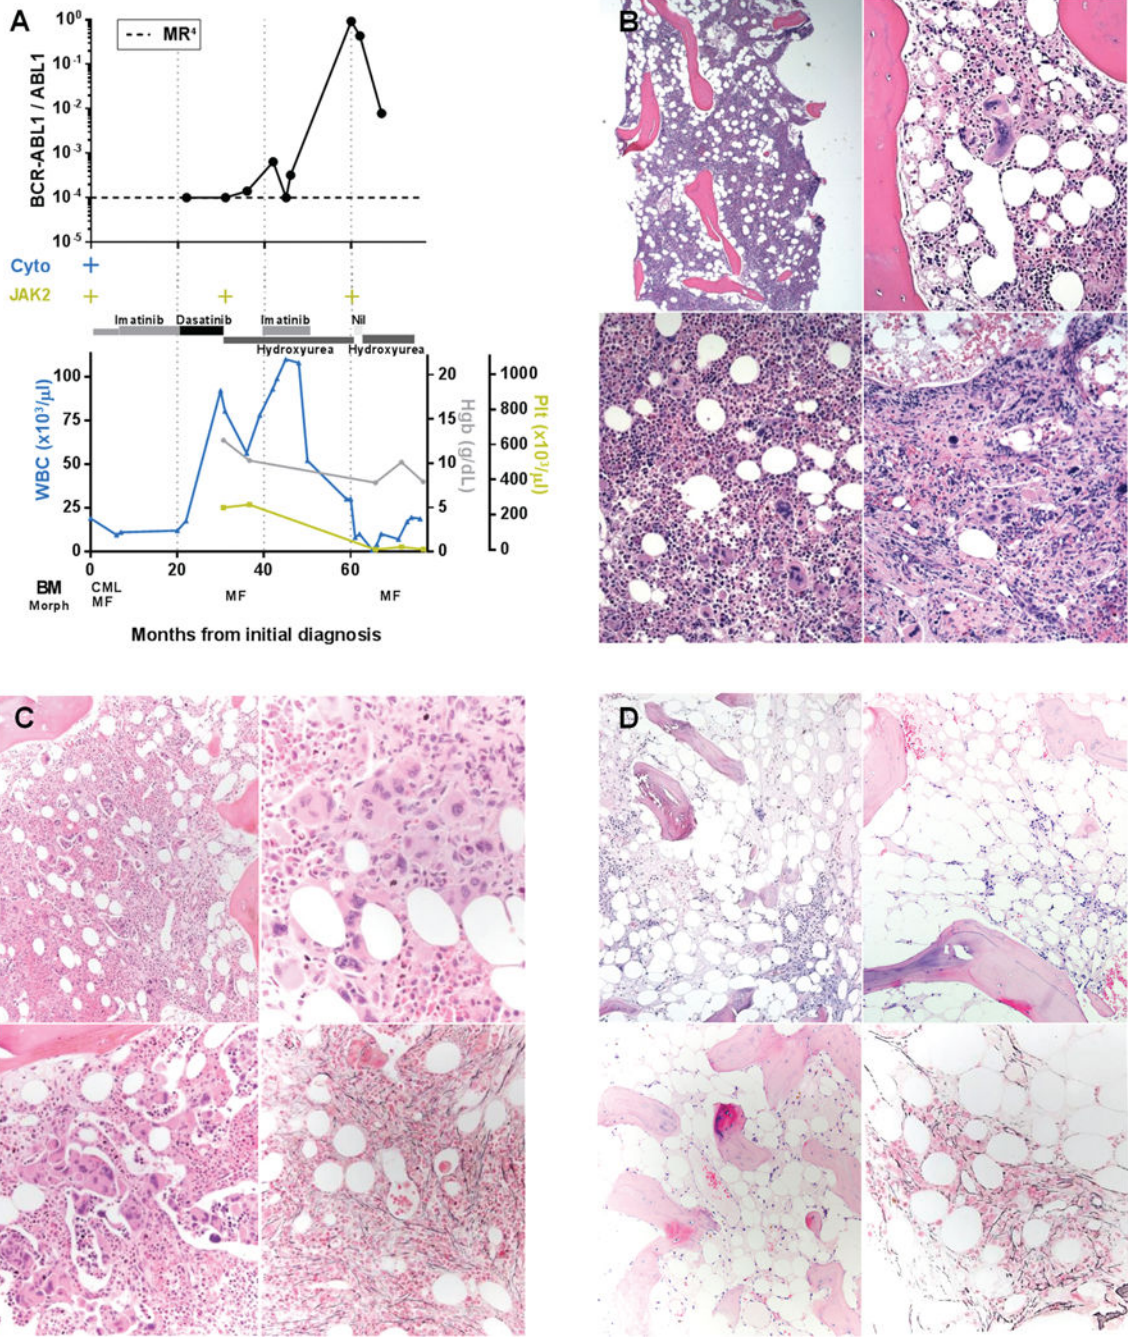 A
B
10⁰
10⁻¹
10⁻²
10⁻³
10⁻⁴
10⁻⁵
BCR-ABL1 / ABL1
MR⁴
Cyto
JAK2
Imatinib Dasatinib Imatinib Nil
Hydroxyurea Hydroxyurea
100
75
50
25
0
WBC (x10³/µl)
20
15
10
5
0
Hgb (g/dL)
1000
800
600
400
200
0
Plt (x10³/µl)
0 20 40 60
BM
Morph
CML
MF
MF
MF
Months from initial diagnosis
C
D